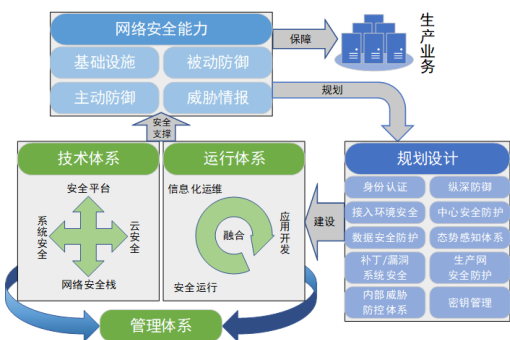 网络安全能力
基础设施
被动防御
主动防御
威胁情报
保障
生产业务
规划
安全
支撑
技术体系
安全平台
系统安全
云安全
网络安全栈
运行体系
信息化运维
融合
应用开发
安全运行
建设
规划设计
身份认证
纵深防御
接入环境安全
中心安全防护
数据安全防护
态势感知体系
补丁/漏洞
系统安全
生产网
安全防护
内部威胁
防控体系
密钥管理
管理体系